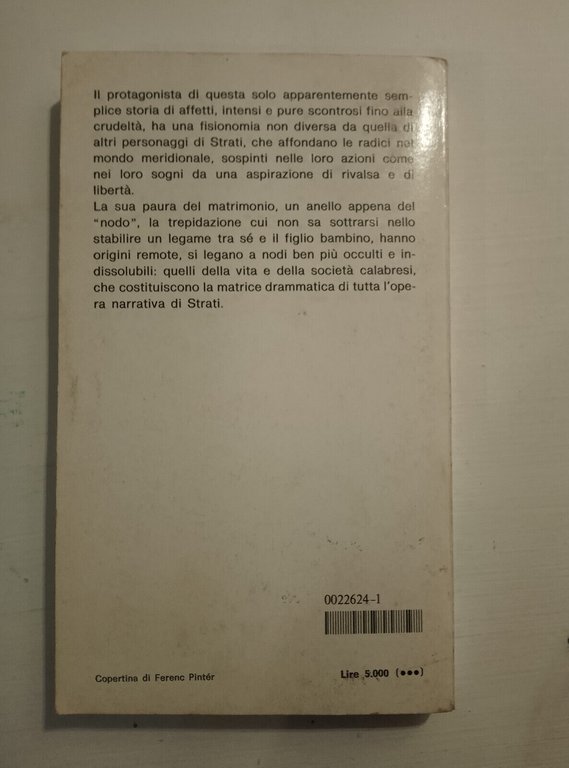 Il protagonista di questa solo apparentemente sem-
plice storia di affetti, intensi e pure scontrosi fino alla
crudeltà, ha una fisionomia non diversa da quella di
altri personaggi di Strati, che affondano le radici nel
mondo meridionale, sospinti nelle loro azioni come
nei loro sogni da una aspirazione di rivalsa e di
libertà.
La sua paura del matrimonio, un anello appena del
"nodo", la trepidazione cui non sa sottrarsi nello
stabilire un legame tra sé e il figlio bambino, hanno
origini remote, si legano a nodi ben più occulti e in-
dissolubili: quelli della vita e della società calabresi,
che costituiscono la matrice drammatica di tutta l'ope-
ra narrativa di Strati.
0022624-1
Copertina di Ferenc Pintér
Lire 5.000 (•••)